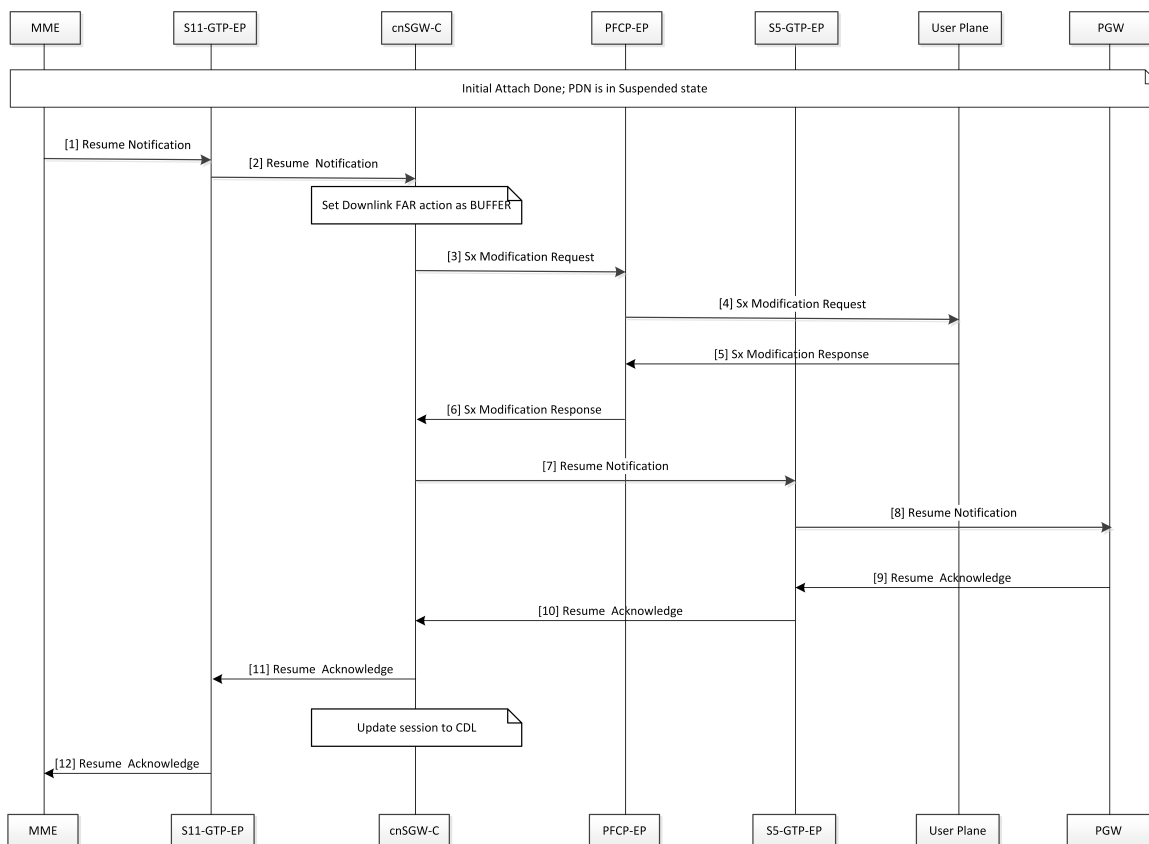 MME
S11-GTP-EP
cnSGW-C
PFCP-EP
S5-GTP-EP
User Plane
PGW
Initial Attach Done; PDN is in Suspended state
[1] Resume Notification
[2] Resume  Notification
Set Downlink FAR action as BUFFER
[3] Sx Modification Request
[4] Sx Modification Request
[5] Sx Modification Response
[6] Sx Modification Response
[7] Resume Notification
[8] Resume Notification
[9] Resume  Acknowledge
[10] Resume  Acknowledge
[11] Resume  Acknowledge
Update session to CDL
[12] Resume  Acknowledge
MME
S11-GTP-EP
cnSGW-C
PFCP-EP
S5-GTP-EP
User Plane
PGW